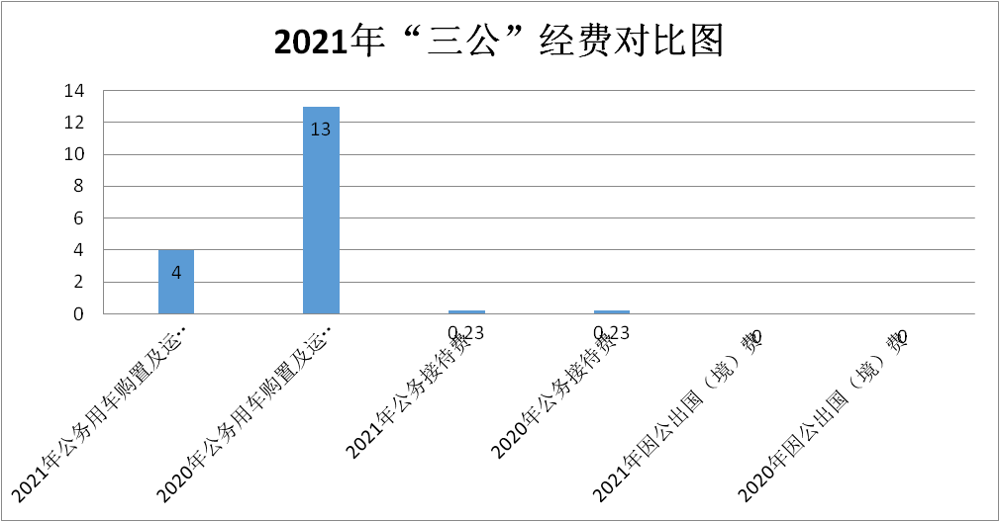 2021年“三公”经费对比图
14
12
10
8
6
4
2
0
4
13
0.23
0.23
0
0
2021年公务用车购置及运…
2020年公务用车购置及运…
2021年公务接待费
2020年公务接待费
2021年因公出国（境）费
2020年因公出国（境）费